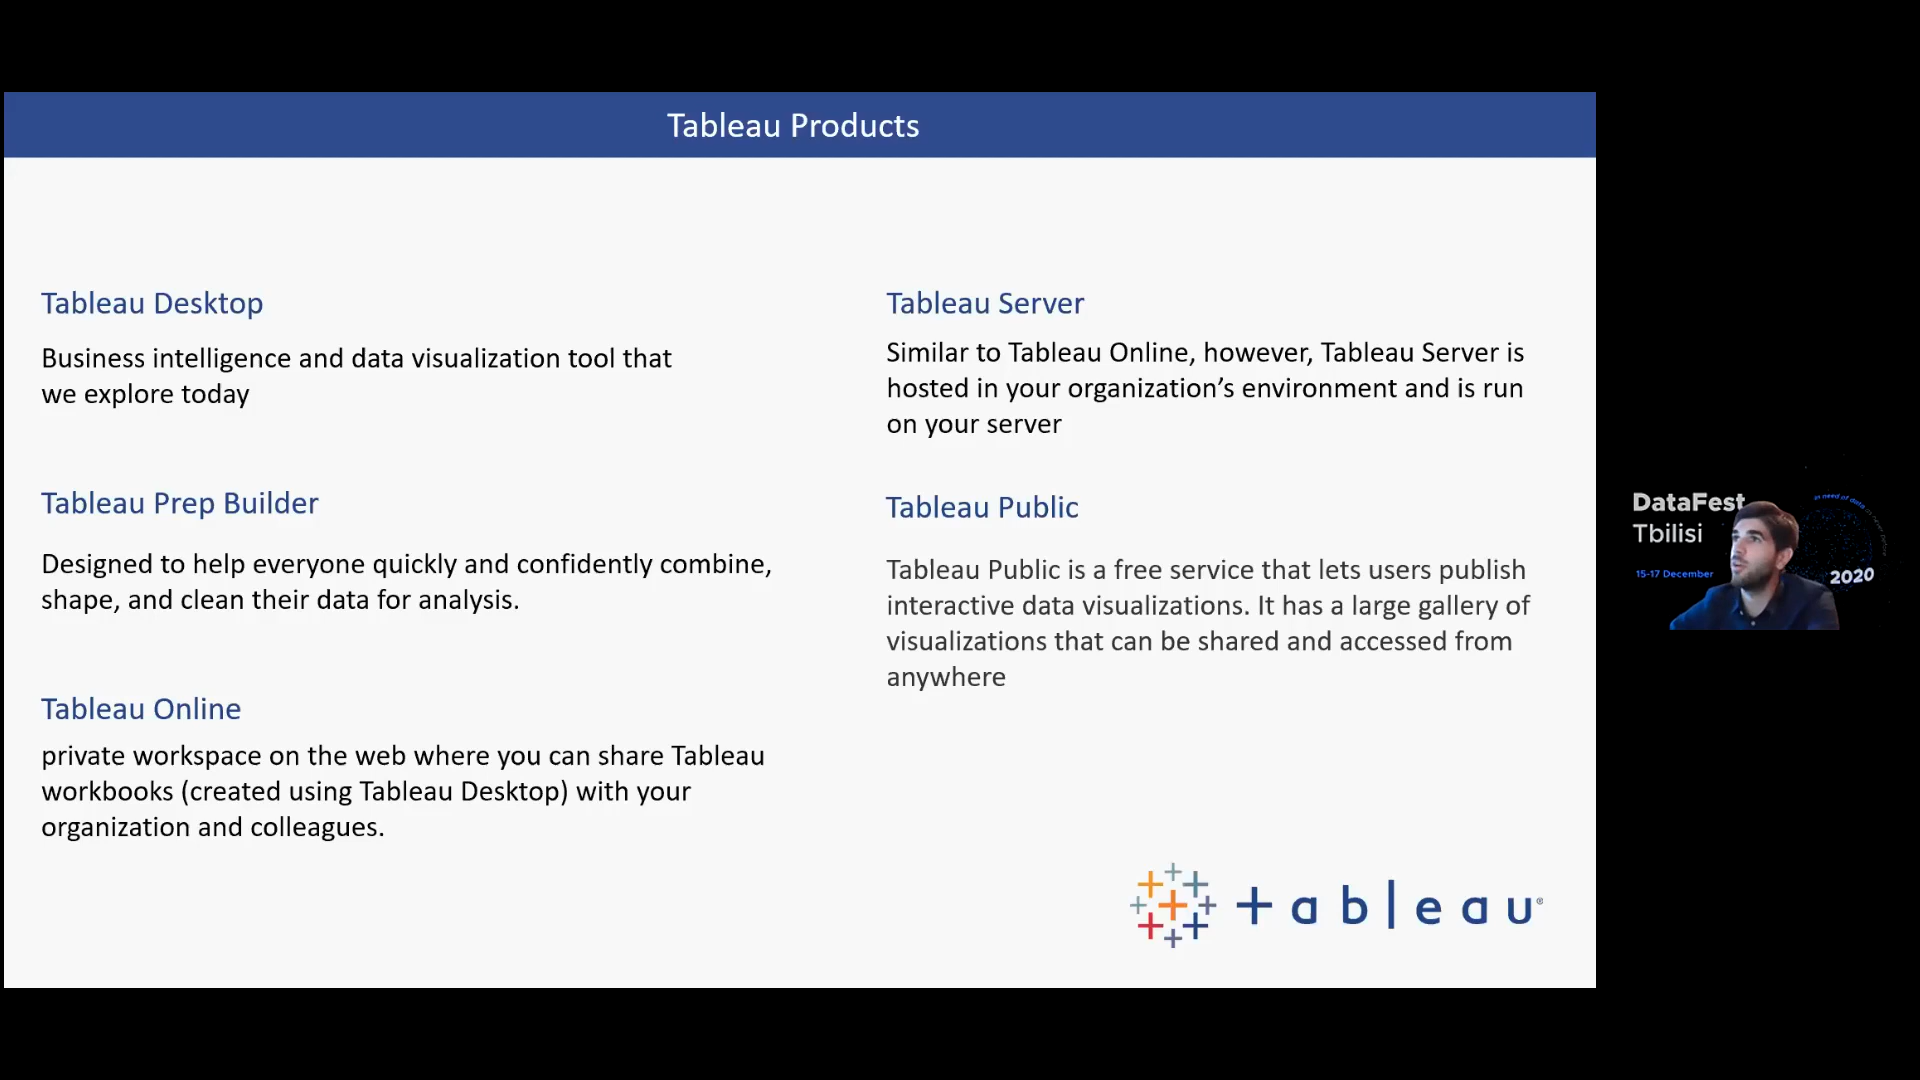 Tableau Products
Tableau Desktop
Business intelligence and data visualization tool that
we explore today
Tableau Prep Builder
Designed to help everyone quickly and confidently combine,
shape, and clean their data for analysis.
Tableau Online
private workspace on the web where you can share Tableau
workbooks (created using Tableau Desktop) with your
organization and colleagues.
Tableau Server
Similar to Tableau Online, however, Tableau Server is
hosted in your organization’s environment and is run
on your server
Tableau Public
Tableau Public is a free service that lets users publish
interactive data visualizations. It has a large gallery of
visualizations that can be shared and accessed from
anywhere
+ableau®
DataFest
Tbilisi
15-17 December
in need of data
2020